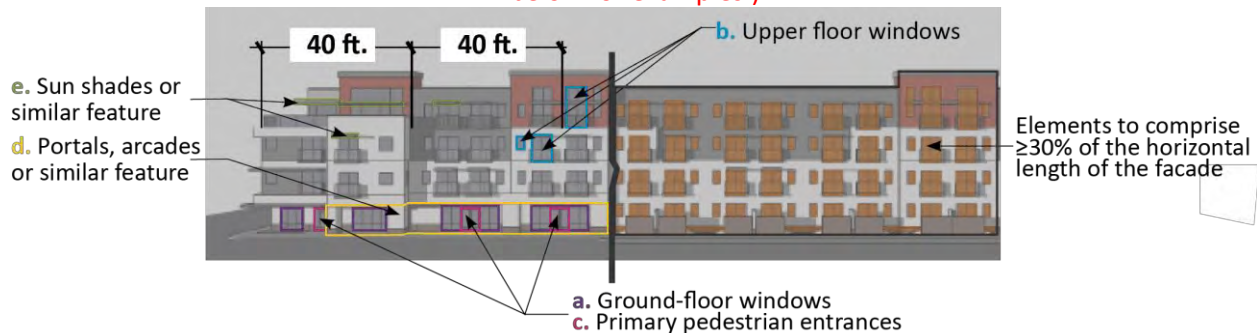 40 ft.
40 ft.
b. Upper floor windows
e. Sun shades or
similar feature
d. Portals, arcades
or similar feature
Elements to comprise
≥30% of the horizontal
length of the facade
a. Ground-floor windows
c. Primary pedestrian entrances